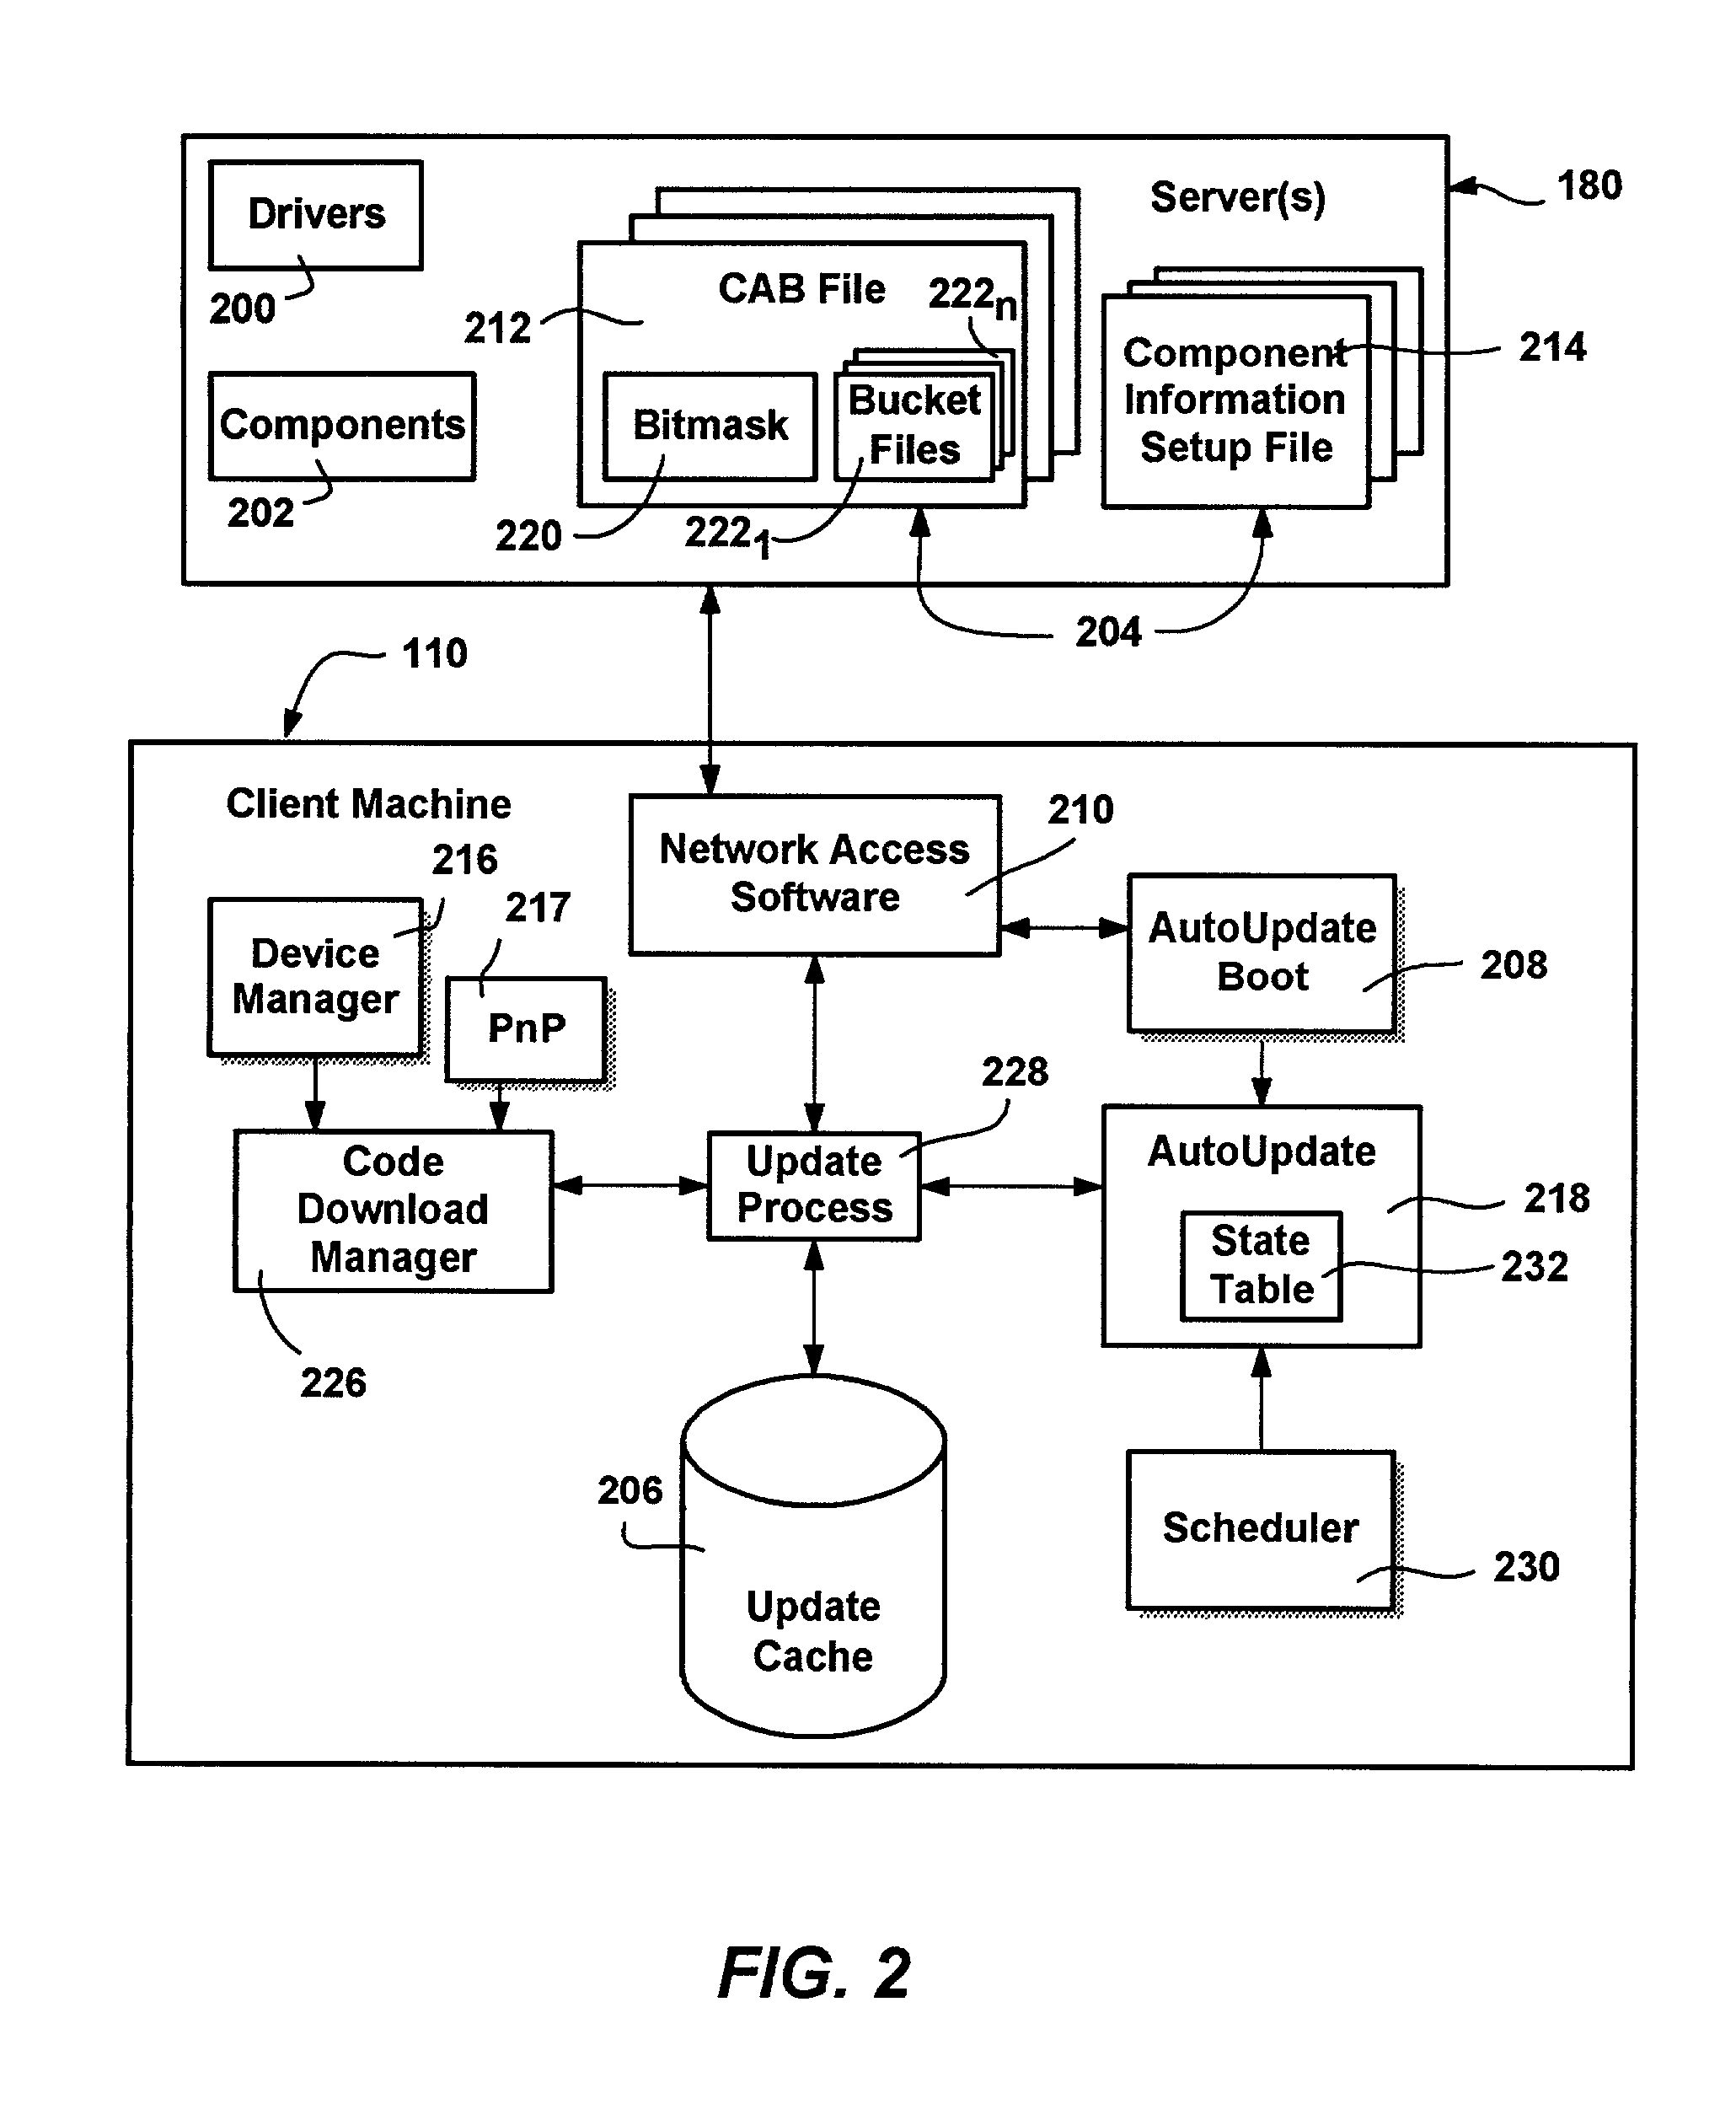 Drivers
200
Components
202
Server(s)
180
CAB File
212
222n
Bitmask
220
Bucket
Files
2221
Component
Information
Setup File
214
204
110
Client Machine
216
Device
Manager
217
PnP
Network Access
Software
210
AutoUpdate
Boot
208
Code
Download
Manager
226
Update
Process
228
AutoUpdate
218
State
Table
232
206
Update
Cache
Scheduler
230
FIG. 2